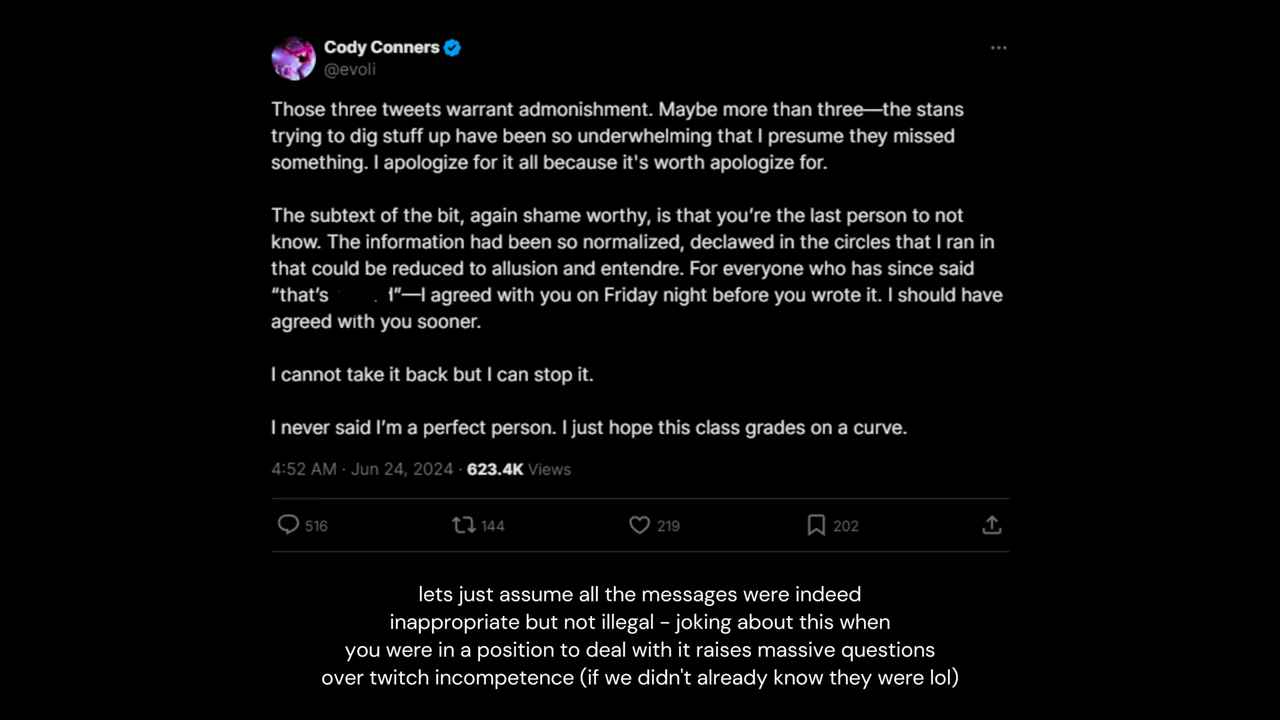 Cody Conners
@evoli
Those three tweets warrant admonishment. Maybe more than three—the stans
trying to dig stuff up have been so underwhelming that I presume they missed
something. I apologize for it all because it's worth apologize for.
The subtext of the bit, again shame worthy, is that you’re the last person to not
know. The information had been so normalized, declawed in the circles that I ran in
that could be reduced to allusion and entendre. For everyone who has since said
“that’s ”—I agreed with you on Friday night before you wrote it. I should have
agreed with you sooner.
I cannot take it back but I can stop it.
I never said I’m a perfect person. I just hope this class grades on a curve.
4:52 AM · Jun 24, 2024 · 623.4K Views
516 144 219 202
lets just assume all the messages were indeed
inappropriate but not illegal - joking about this when
you were in a position to deal with it raises massive questions
over twitch incompetence (if we didn't already know they were lol)